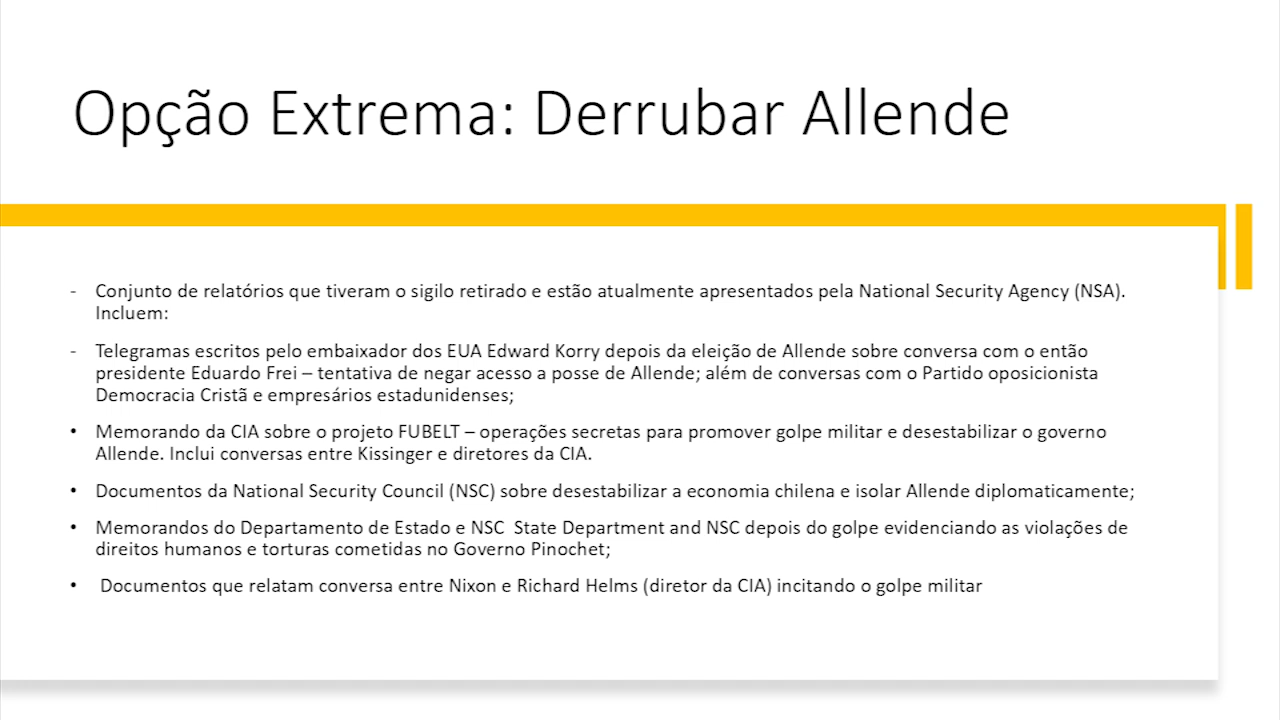 Opção Extrema: Derrubar Allende
- Conjunto de relatórios que tiveram o sigilo retirado e estão atualmente apresentados pela National Security Agency (NSA).
Incluem:
- Telegramas escritos pelo embaixador dos EUA Edward Korry depois da eleição de Allende sobre conversa com o então
presidente Eduardo Frei – tentativa de negar acesso a posse de Allende; além de conversas com o Partido oposicionista
Democracia Cristã e empresários estadunidenses;
• Memorando da CIA sobre o projeto FUBELT – operações secretas para promover golpe militar e desestabilizar o governo
Allende. Inclui conversas entre Kissinger e diretores da CIA.
• Documentos da National Security Council (NSC) sobre desestabilizar a economia chilena e isolar Allende diplomaticamente;
• Memorandos do Departamento de Estado e NSC  State Department and NSC depois do golpe evidenciando as violações de
direitos humanos e torturas cometidas no Governo Pinochet;
• Documentos que relatam conversa entre Nixon e Richard Helms (diretor da CIA) incitando o golpe militar